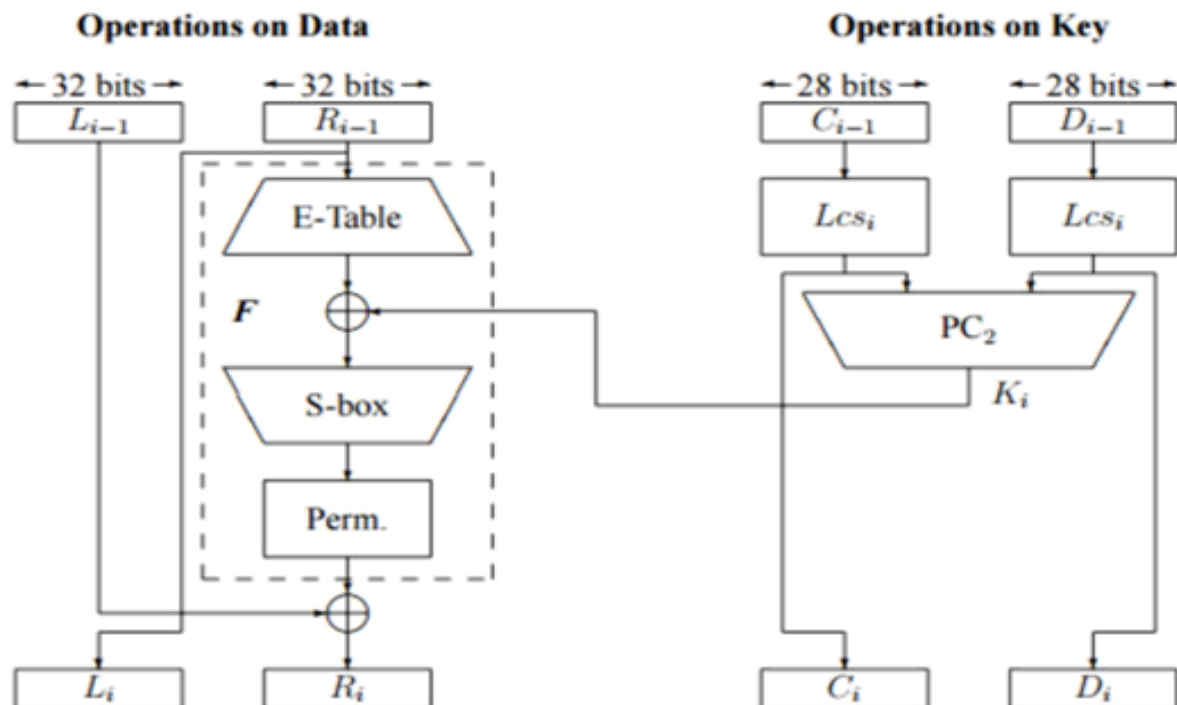 Operations on Data
Operations on Key
32 bits
32 bits
28 bits
28 bits
L_{i-1}
R_{i-1}
C_{i-1}
D_{i-1}
E-Table
Lcs_i
Lcs_i
F
PC_2
S-box
K_i
Perm.
L_i
R_i
C_i
D_i